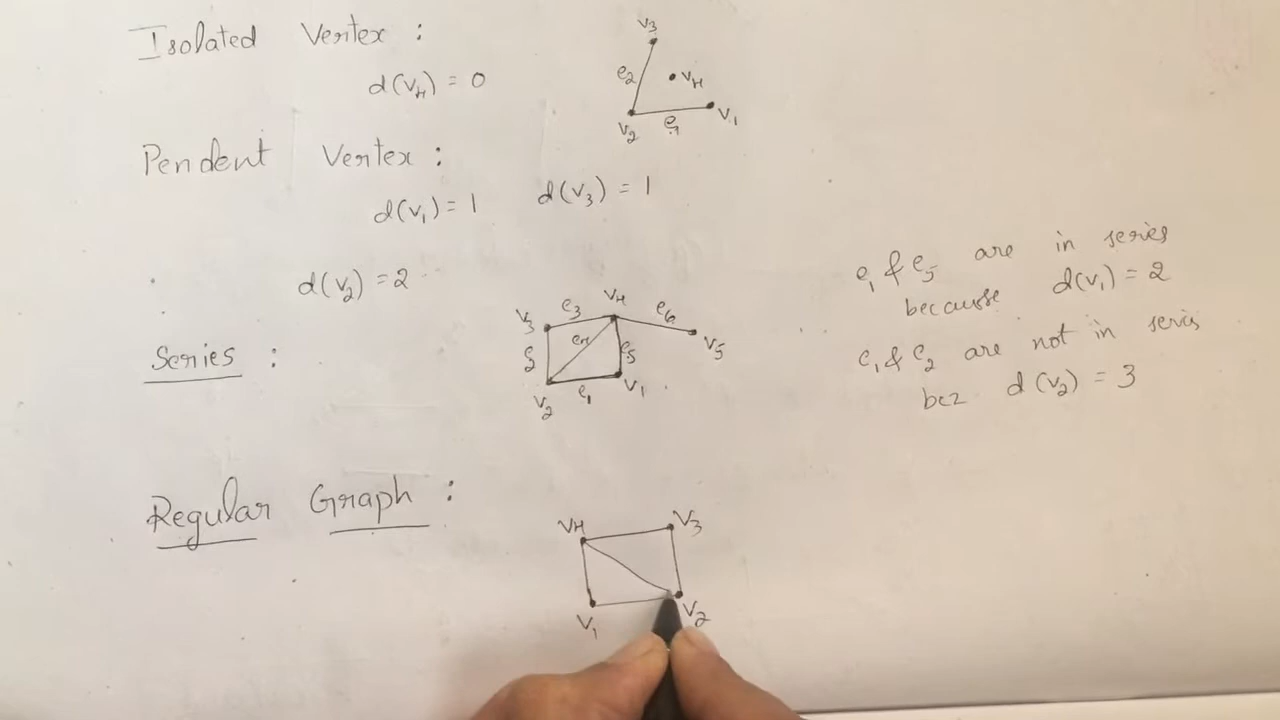 Isolated Vertex :
d(V4) = 0
V3
e2
V4
V2
e1
V1
Pendent Vertex :
d(V1) = 1 d(V3) = 1
d(V2) = 2
Series :
V3
e3
V4
e6
V5
e2
e4
e5
V2
e1
V1
e1 & e5 are in series
because d(V1) = 2
e1 & e2 are not in series
bcz d(V2) = 3
Regular Graph :
V4
V3
V1
V2